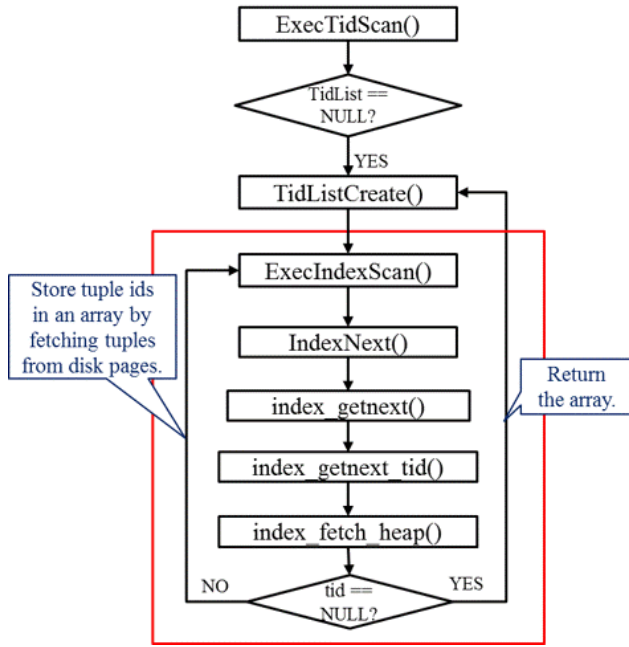 ExecTidScan()
TidList ==
NULL?
YES
TidListCreate()
ExecIndexScan()
Store tuple ids
in an array by
fetching tuples
from disk pages.
IndexNext()
Return
the array.
index_getnext()
index_getnext_tid()
index_fetch_heap()
NO
tid ==
NULL?
YES